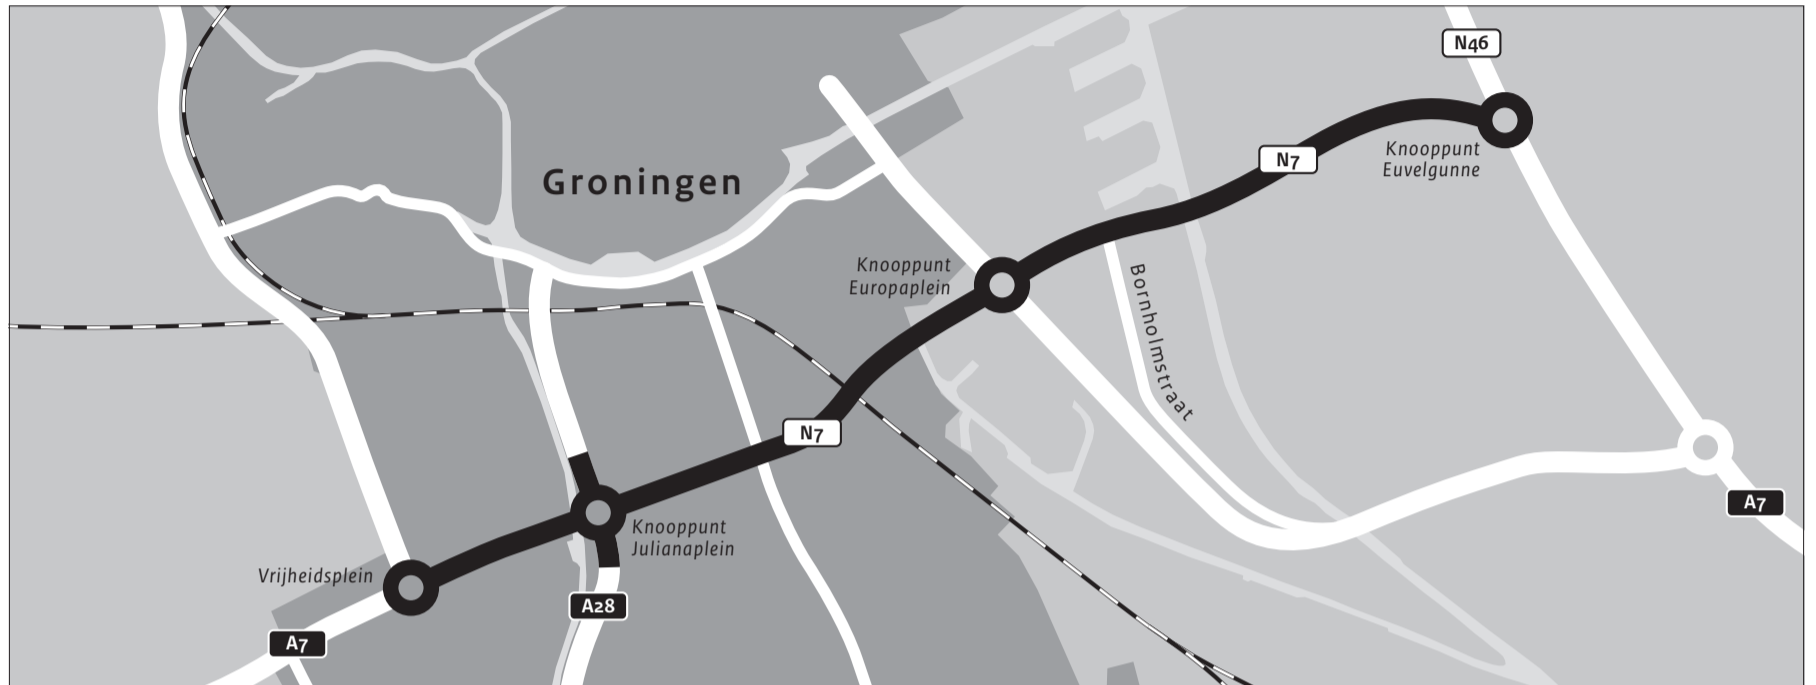 N46
Knooppunt
Euvelgunne
N7
Groningen
Knooppunt
Europaplein
Bornholmstraat
N7
A7
Knooppunt
Julianaplein
Vrijheidsplein
A28
A7